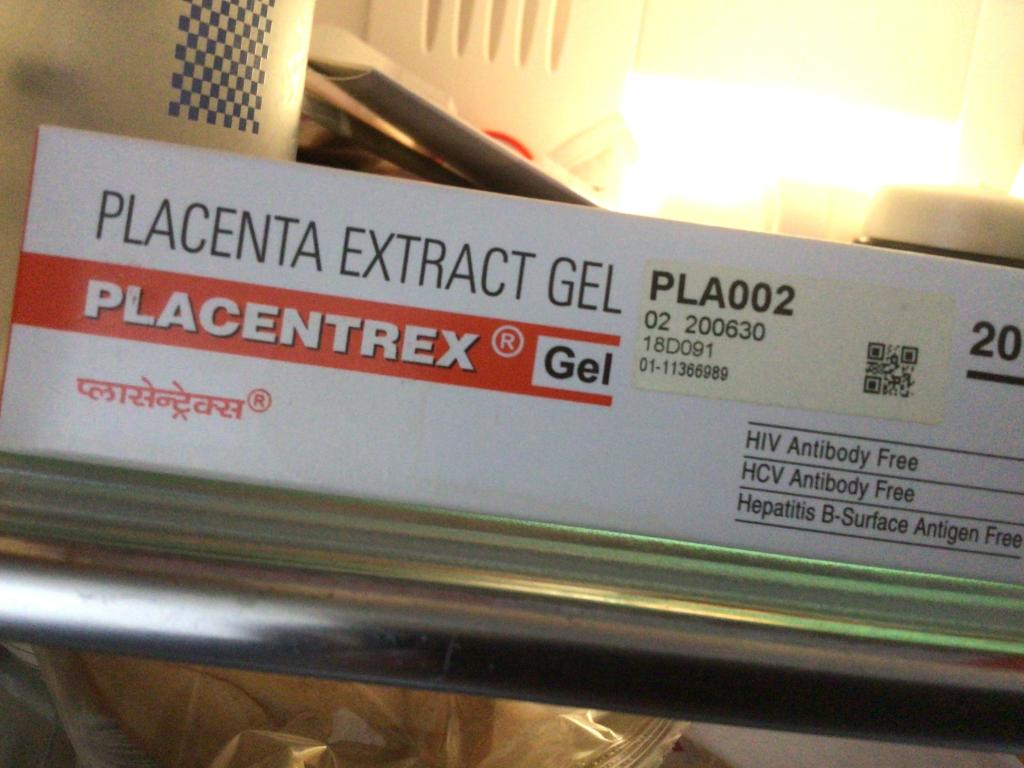 PLACENTA EXTRACT GEL
PLACENTREX® Gel
प्लासेन्ट्रेक्स®
PLA002
02 200630
18D091
01-11366989
20
HIV Antibody Free
HCV Antibody Free
Hepatitis B-Surface Antigen Free